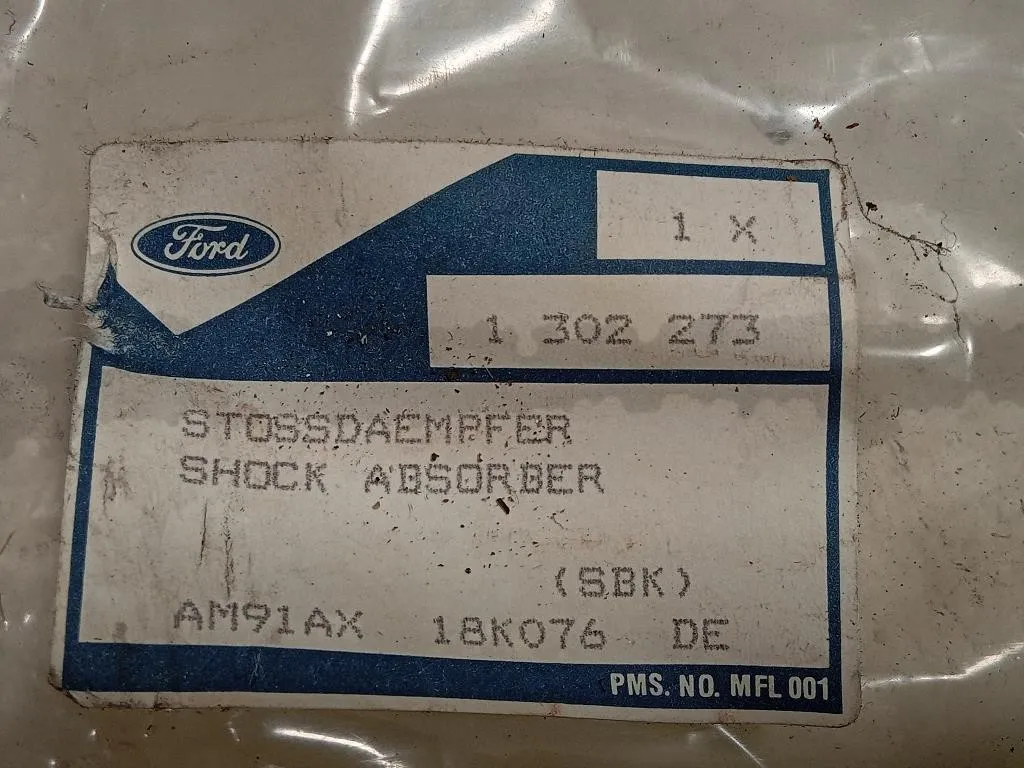 Ford
1 X
1 302 273
STOSSDAEMPFER
SHOCK ABSORBER
(SBK)
AM91AX 18K076 DE
PMS. NO. MFL 001